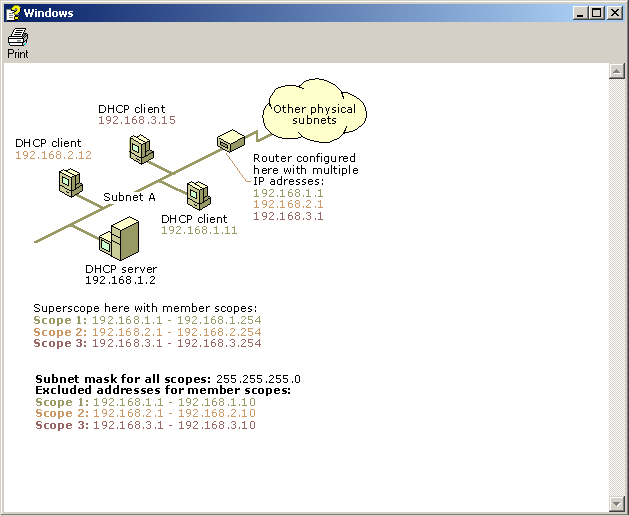 Windows
Print
DHCP client
192.168.3.15
Other physical
subnets
DHCP client
192.168.2.12
Router configured
here with multiple
IP adresses:
192.168.1.1
192.168.2.1
192.168.3.1
Subnet A
DHCP client
192.168.1.11
DHCP server
192.168.1.2
Superscope here with member scopes:
Scope 1: 192.168.1.1 - 192.168.1.254
Scope 2: 192.168.2.1 - 192.168.2.254
Scope 3: 192.168.3.1 - 192.168.3.254
Subnet mask for all scopes: 255.255.255.0
Excluded addresses for member scopes:
Scope 1: 192.168.1.1 - 192.168.1.10
Scope 2: 192.168.2.1 - 192.168.2.10
Scope 3: 192.168.3.1 - 192.168.3.10